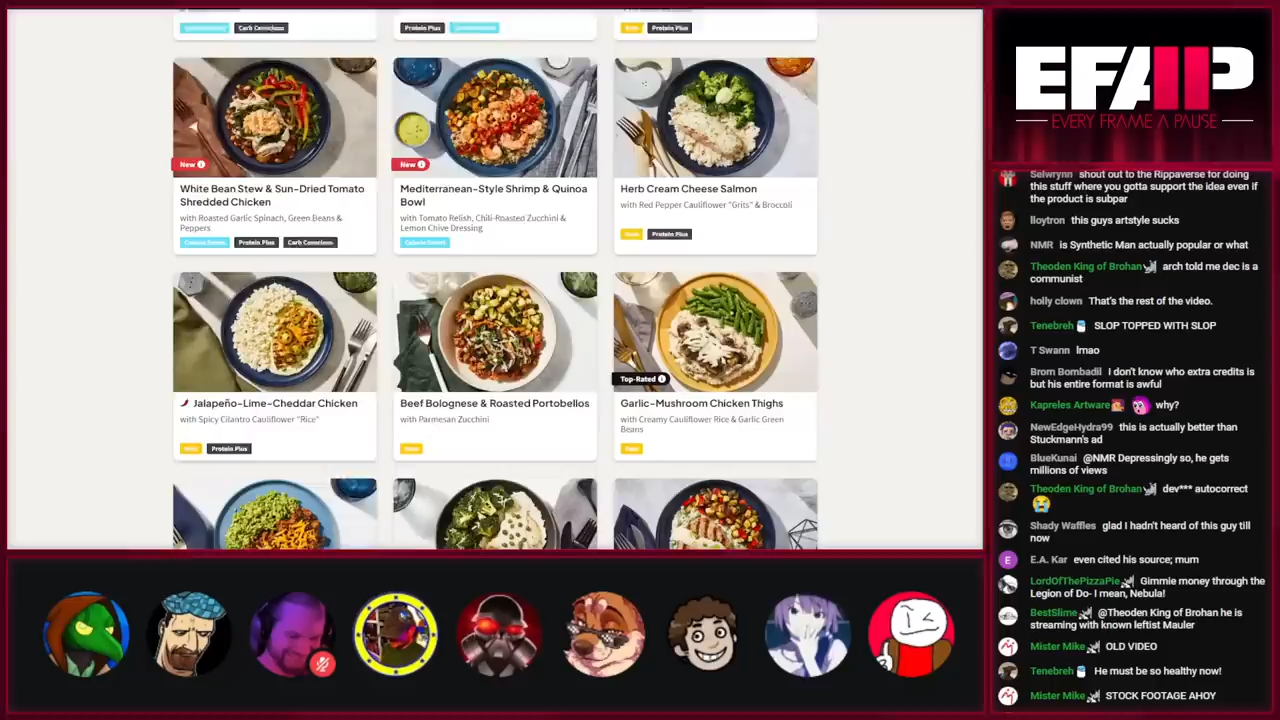 Carb Conscious
Protein Plus
Protein Plus
New
White Bean Stew & Sun-Dried Tomato
Shredded Chicken
with Roasted Garlic Spinach, Green Beans &
Peppers
Protein Plus
Carb Conscious
New
Mediterranean-Style Shrimp & Quinoa
Bowl
with Tomato Relish, Chili-Roasted Zucchini &
Lemon Chive Dressing
Calorie Smart
Herb Cream Cheese Salmon
with Red Pepper Cauliflower "Grits" & Broccoli
Keto
Protein Plus
Jalapeño-Lime-Cheddar Chicken
with Spicy Cilantro Cauliflower "Rice"
Keto
Protein Plus
Beef Bolognese & Roasted Portobellos
with Parmesan Zucchini
Keto
Top-Rated
Garlic-Mushroom Chicken Thighs
with Creamy Cauliflower Rice & Garlic Green
Beans
Keto
EFAP
EVERY FRAME A PAUSE
Selwrynn shout out to the Rippaverse for doing
this stuff where you gotta support the idea even if
the product is subpar
lloytron this guys artstyle sucks
NMR is Synthetic Man actually popular or what
Theoden King of Brohan arch told me dec is a
communist
holly clown That's the rest of the video.
Tenebreh SLOP TOPPED WITH SLOP
T Swann lmao
Brom Bombadil I don't know who extra credits is
but his entire format is awful
Kapreles Artware why?
NewEdgeHydra99 this is actually better than
Stuckmann's ad
BlueKunai @NMR Depressingly so, he gets
millions of views
Theoden King of Brohan dev*** autocorrect
Shady Waffles glad I hadn't heard of this guy till
now
E
E.A. Kar even cited his source; mum
LordOfThePizzaPie Gimmie money through the
Legion of Do- I mean, Nebula!
BestSlime @Theoden King of Brohan he is
streaming with known leftist Mauler
Mister Mike OLD VIDEO
Tenebreh He must be so healthy now!
Mister Mike STOCK FOOTAGE AHOY